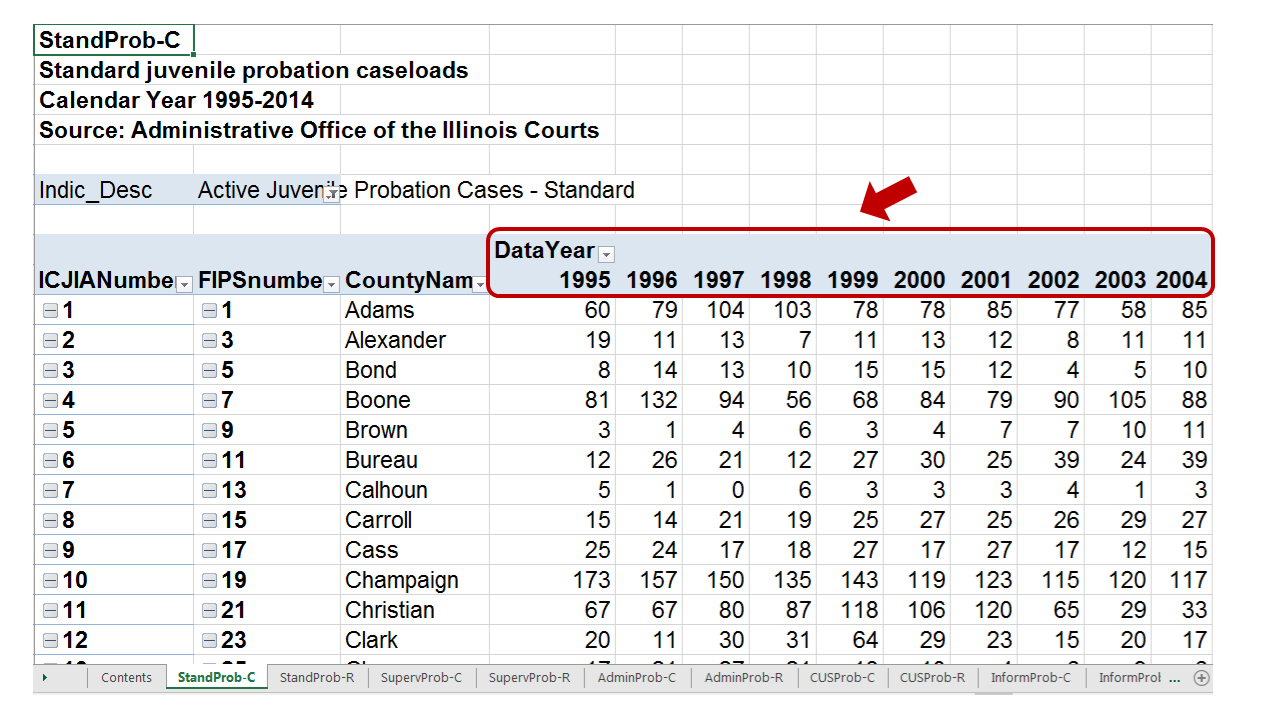 StandProb-C
Standard juvenile probation caseloads
Calendar Year 1995-2014
Source: Administrative Office of the Illinois Courts
Indic_Desc Active Juvenile Probation Cases - Standard
DataYear
ICJIANumbe FIPSnumbe CountyNam 1995 1996 1997 1998 1999 2000 2001 2002 2003 2004
1 1 Adams 60 79 104 103 78 78 85 77 58 85
2 3 Alexander 19 11 13 7 11 13 12 8 11 11
3 5 Bond 8 14 13 10 15 15 12 4 5 10
4 7 Boone 81 132 94 56 68 84 79 90 105 88
5 9 Brown 3 1 4 6 3 4 7 7 10 11
6 11 Bureau 12 26 21 12 27 30 25 39 24 39
7 13 Calhoun 5 1 0 6 3 3 3 4 1 3
8 15 Carroll 15 14 21 19 25 27 25 26 29 27
9 17 Cass 25 24 17 18 27 17 27 17 12 15
10 19 Champaign 173 157 150 135 143 119 123 115 120 117
11 21 Christian 67 67 80 87 118 106 120 65 29 33
12 23 Clark 20 11 30 31 64 29 23 15 20 17
Contents StandProb-C StandProb-R SupervProb-C SupervProb-R AdminProb-C AdminProb-R CUSProb-C CUSProb-R InformProb-C InformProl ...